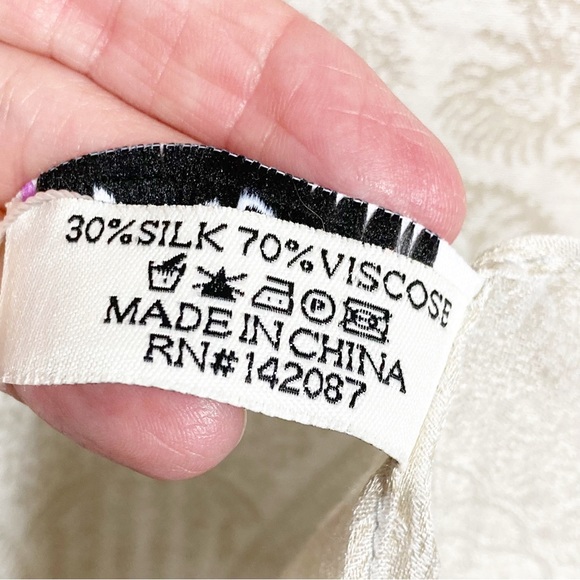 30%SILK 70%VISCOSE
P
MADE IN CHINA
RN#142087